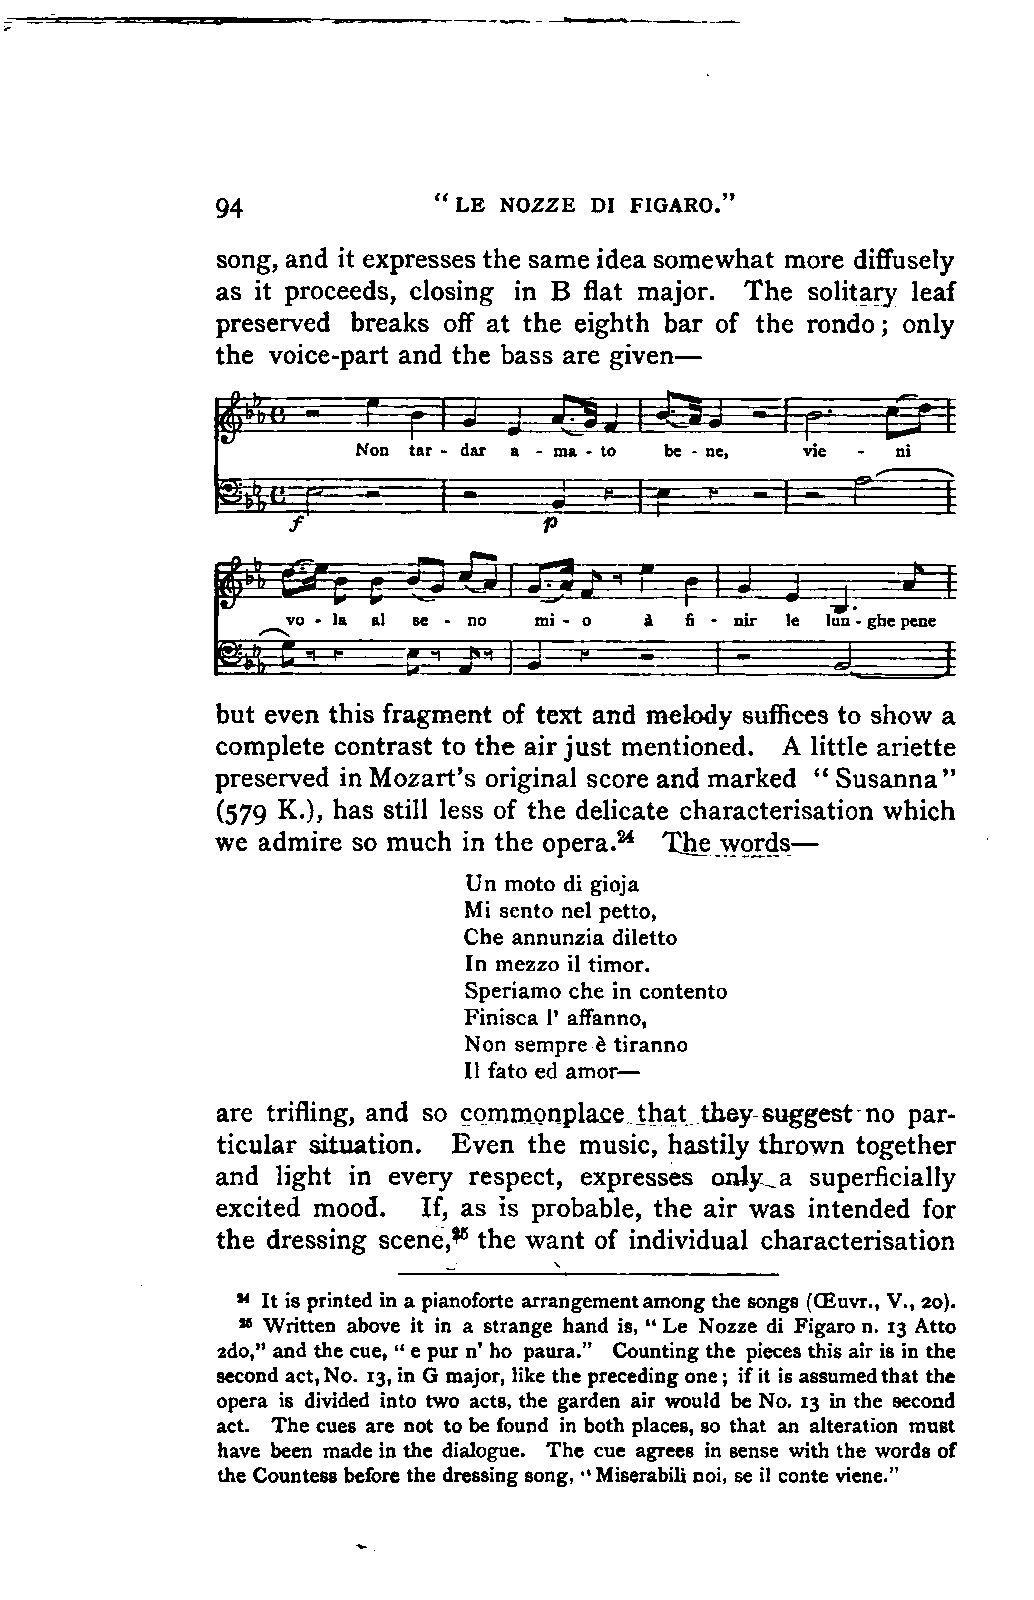 94 "LE NOZZE DI FIGARO."
song, and it expresses the same idea somewhat more diffusely
as it proceeds, closing in B flat major. The solitary leaf
preserved breaks off at the eighth bar of the rondo; only
the voice-part and the bass are given—
Non tar - dar a - ma - to be - ne, vie - ni
f p
vo - la al se - no mi - o à fi - nir le lun - ghe pene
but even this fragment of text and melody suffices to show a
complete contrast to the air just mentioned. A little ariette
preserved in Mozart's original score and marked "Susanna"
(579 K.), has still less of the delicate characterisation which
we admire so much in the opera.²⁴ The words—
Un moto di gioja
Mi sento nel petto,
Che annunzia diletto
In mezzo il timor.
Speriamo che in contento
Finisca l' affanno,
Non sempre è tiranno
Il fato ed amor—
are trifling, and so commonplace that they suggest no par-
ticular situation. Even the music, hastily thrown together
and light in every respect, expresses only a superficially
excited mood. If, as is probable, the air was intended for
the dressing scene,²⁵ the want of individual characterisation
²⁴ It is printed in a pianoforte arrangement among the songs (Œuvr., V., 20).
²⁵ Written above it in a strange hand is, "Le Nozze di Figaro n. 13 Atto
2do," and the cue, "e pur n' ho paura." Counting the pieces this air is in the
second act, No. 13, in G major, like the preceding one; if it is assumed that the
opera is divided into two acts, the garden air would be No. 13 in the second
act. The cues are not to be found in both places, so that an alteration must
have been made in the dialogue. The cue agrees in sense with the words of
the Countess before the dressing song, "Miserabili noi, se il conte viene."